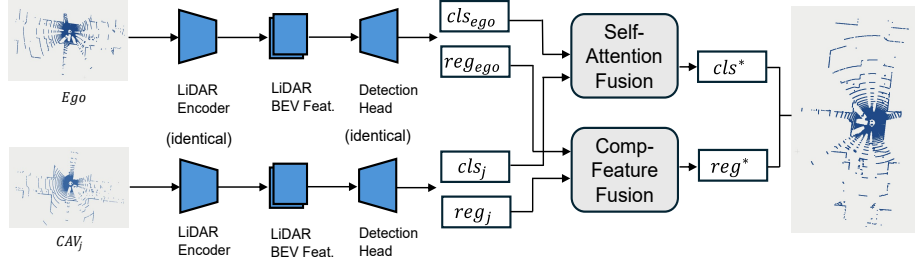 Ego
LiDAR
Encoder
(identical)
LiDAR
BEV Feat.
Detection
Head
(identical)
cls_ego
reg_ego
Self-
Attention
Fusion
cls*
CAV_j
LiDAR
Encoder
LiDAR
BEV Feat.
Detection
Head
cls_j
reg_j
Comp-
Feature
Fusion
reg*